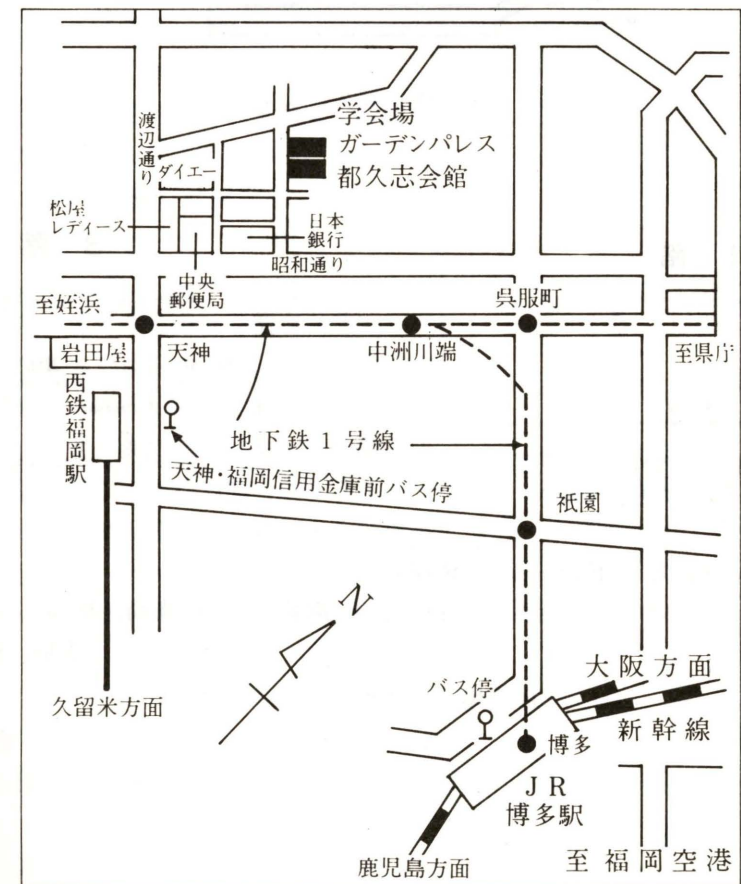 学会場
ガーデンパレス
都久志会館
渡辺通り
ダイエー
松屋
レディース
日本
銀行
中央
郵便局
昭和通り
至姪浜
呉服町
岩田屋
天神
中洲川端
至県庁
西鉄福岡駅
地下鉄1号線
天神・福岡信用金庫前バス停
祇園
N
久留米方面
バス停
大阪方面
新幹線
博多
JR
博多駅
鹿児島方面
至福岡空港